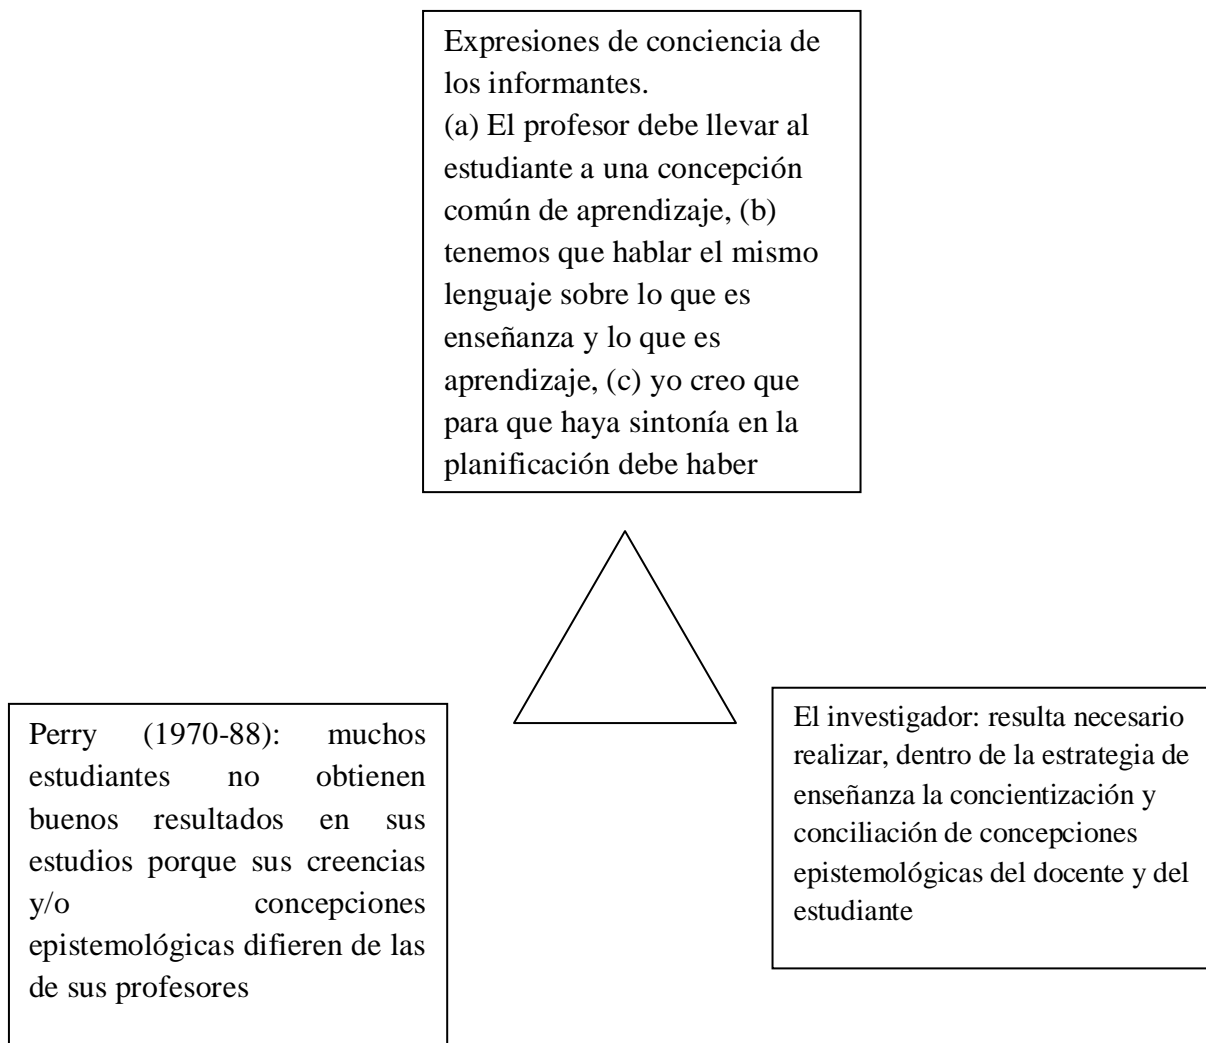 Expresiones de conciencia de
los informantes.
(a) El profesor debe llevar al
estudiante a una concepción
común de aprendizaje, (b)
tenemos que hablar el mismo
lenguaje sobre lo que es
enseñanza y lo que es
aprendizaje, (c) yo creo que
para que haya sintonía en la
planificación debe haber
Perry (1970-88): muchos
estudiantes no obtienen
buenos resultados en sus
estudios porque sus creencias
y/o concepciones
epistemológicas difieren de las
de sus profesores
El investigador: resulta necesario
realizar, dentro de la estrategia de
enseñanza la concientización y
conciliación de concepciones
epistemológicas del docente y del
estudiante